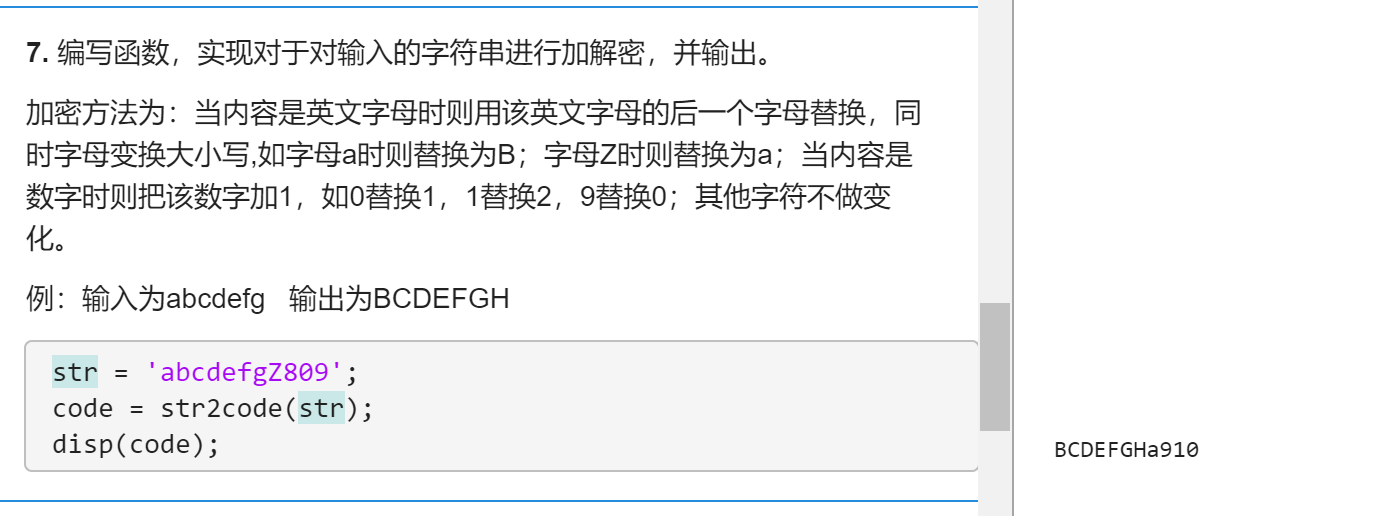 7. 编写函数，实现对于对输入的字符串进行加解密，并输出。
加密方法为：当内容是英文字母时则用该英文字母的后一个字母替换，同
时字母变换大小写,如字母a时则替换为B；字母Z时则替换为a；当内容是
数字时则把该数字加1，如0替换1，1替换2，9替换0；其他字符不做变
化。
例：输入为abcdefg   输出为BCDEFGH
str = 'abcdefgZ809';
code = str2code(str);
disp(code);
BCDEFGHa910